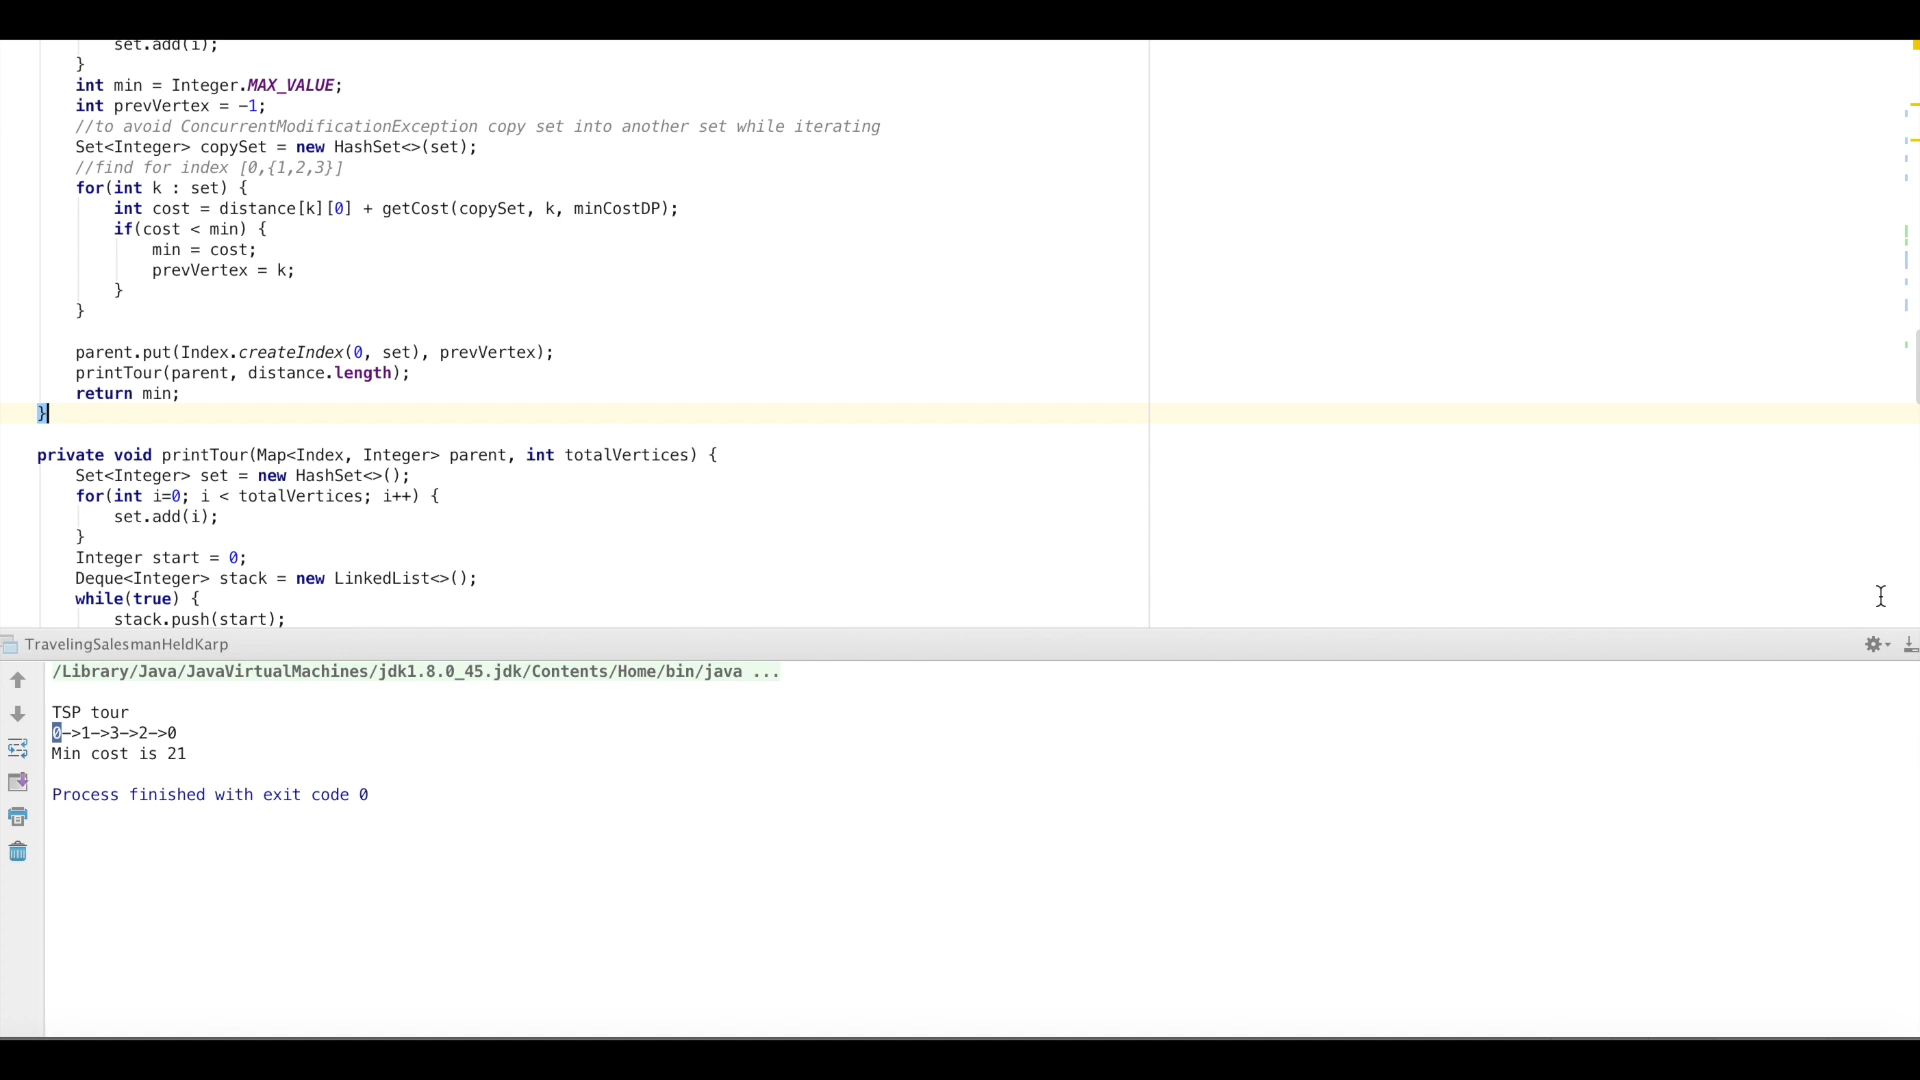 set.add(i);
}
int min = Integer.MAX_VALUE;
int prevVertex = -1;
//to avoid ConcurrentModificationException copy set into another set while iterating
Set<Integer> copySet = new HashSet<>(set);
//find for index [0,{1,2,3}]
for(int k : set) {
int cost = distance[k][0] + getCost(copySet, k, minCostDP);
if(cost < min) {
min = cost;
prevVertex = k;
}
}
parent.put(Index.createIndex(0, set), prevVertex);
printTour(parent, distance.length);
return min;
}
private void printTour(Map<Index, Integer> parent, int totalVertices) {
Set<Integer> set = new HashSet<>();
for(int i=0; i < totalVertices; i++) {
set.add(i);
}
Integer start = 0;
Deque<Integer> stack = new LinkedList<>();
while(true) {
stack.push(start);
TravelingSalesmanHeldKarp
/Library/Java/JavaVirtualMachines/jdk1.8.0_45.jdk/Contents/Home/bin/java ...
TSP tour
0->1->3->2->0
Min cost is 21
Process finished with exit code 0